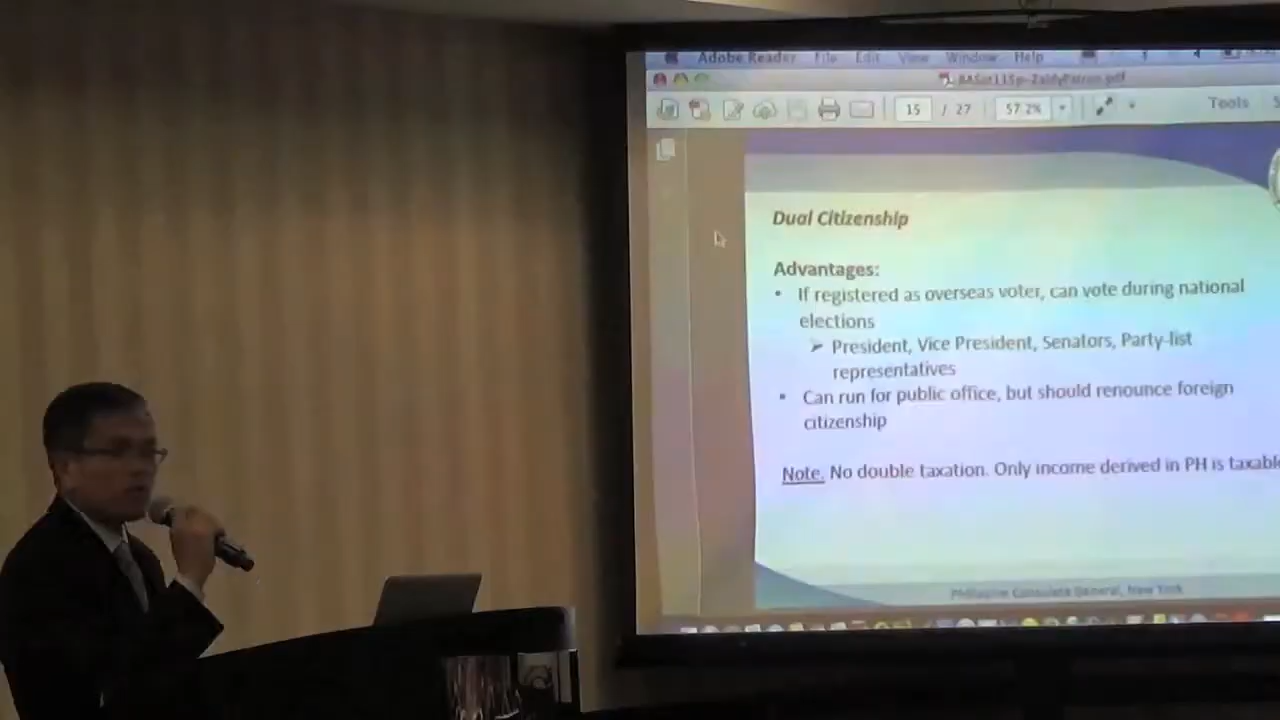 Adobe Reader File Edit View Window Help
15 / 27 57.2% Tools
Dual Citizenship
Advantages:
• If registered as overseas voter, can vote during national
elections
➢ President, Vice President, Senators, Party-list
representatives
• Can run for public office, but should renounce foreign
citizenship
Note. No double taxation. Only income derived in PH is taxable
Philippine Consulate General, New York